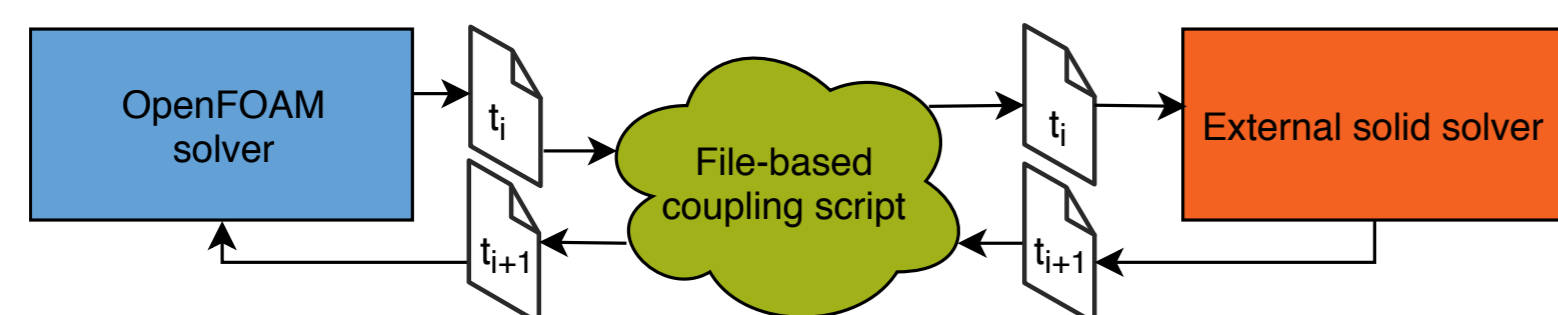 OpenFOAM
solver
t_i
File-based
coupling script
t_i
External solid solver
t_{i+1}
t_{i+1}